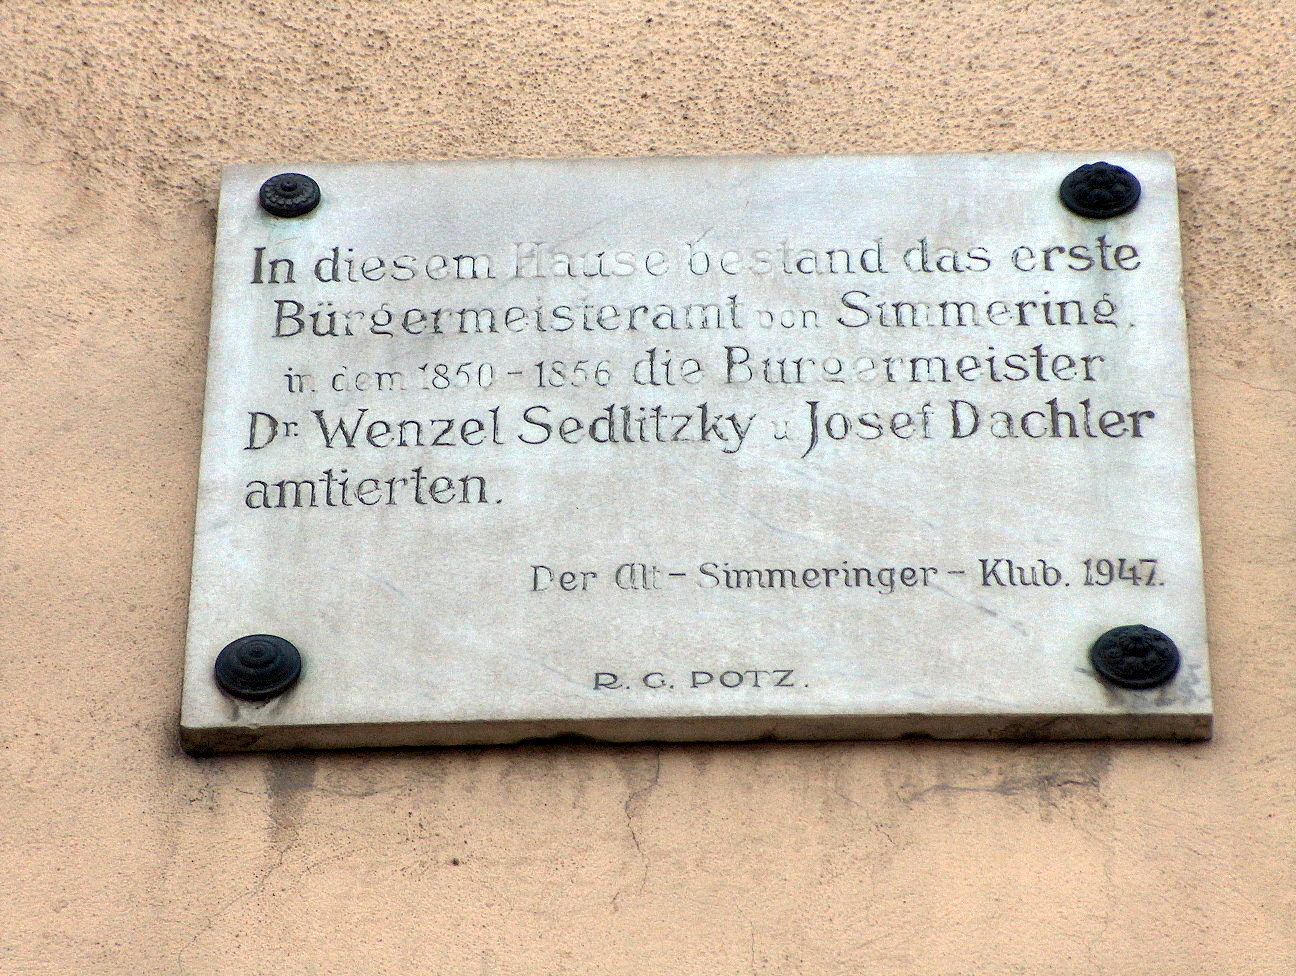 In diesem Hause bestand das erste
Bürgermeisteramt von Simmering,
in dem 1850 - 1856 die Bürgermeister
Dr. Wenzel Sedlitzky u Josef Dachler
amtierten.
Der Alt - Simmeringer - Klub. 1947.
R. G. POTZ.